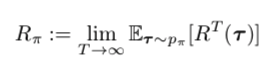 $R_\pi := \lim_{T \to \infty} \mathbb{E}_{\boldsymbol{\tau} \sim p_\pi} [R^T(\boldsymbol{\tau})]$